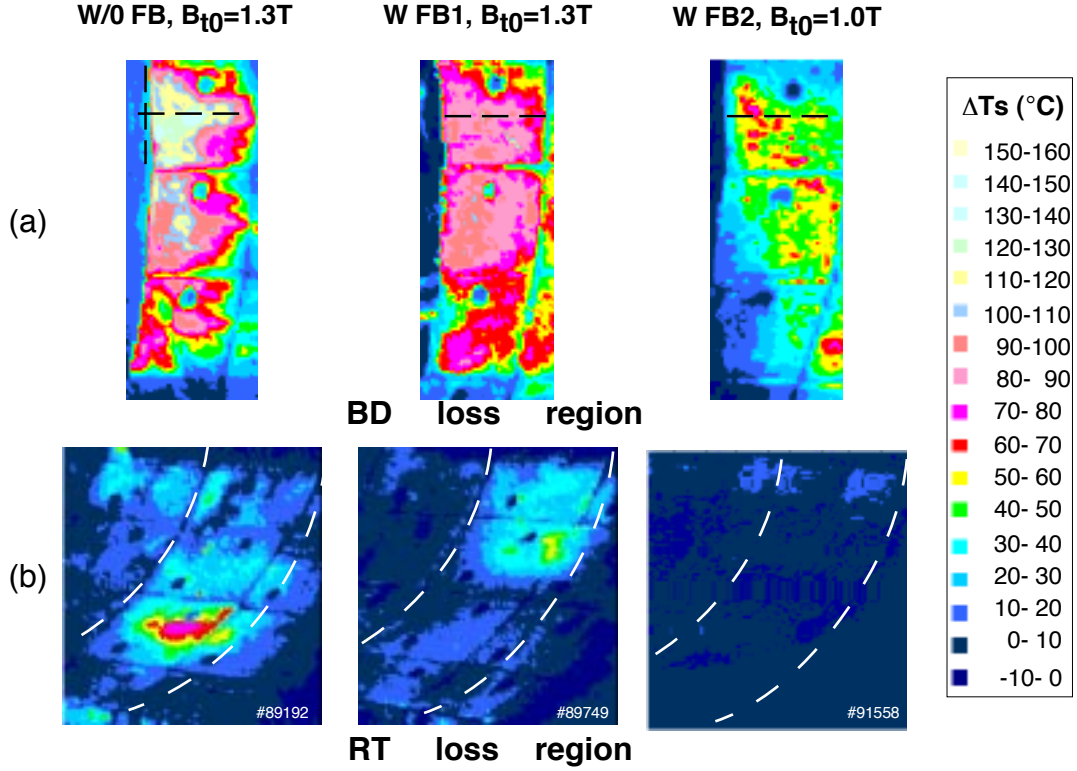 W/0 FB, Bt0=1.3T
W FB1, Bt0=1.3T
W FB2, Bt0=1.0T
(a)
BD loss region
(b)
#89192
#89749
#91558
RT loss region
ΔTs (°C)
150-160
140-150
130-140
120-130
110-120
100-110
90-100
80- 90
70- 80
60- 70
50- 60
40- 50
30- 40
20- 30
10- 20
0- 10
-10- 0